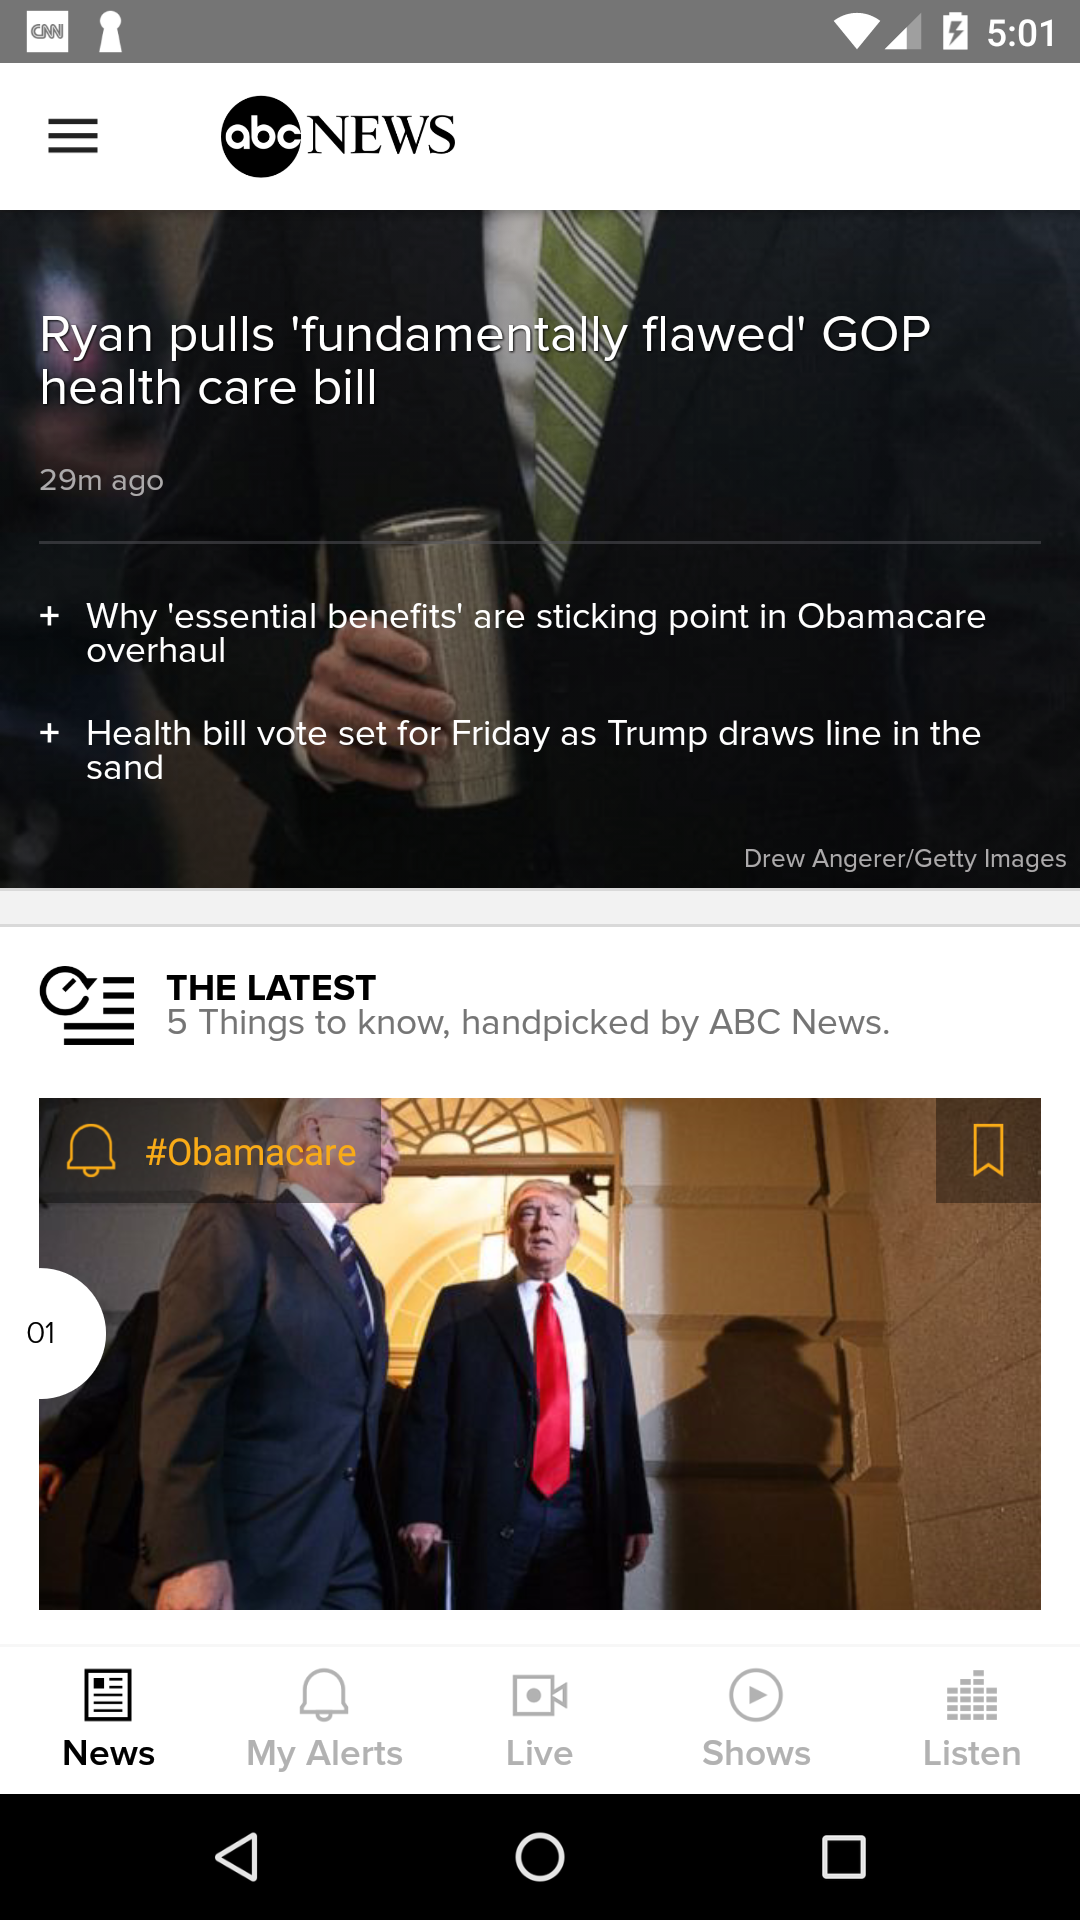 CNN
5:01
abc NEWS
Ryan pulls 'fundamentally flawed' GOP
health care bill
29m ago
+ Why 'essential benefits' are sticking point in Obamacare
overhaul
+ Health bill vote set for Friday as Trump draws line in the
sand
Drew Angerer/Getty Images
THE LATEST
5 Things to know, handpicked by ABC News.
#Obamacare
01
News My Alerts Live Shows Listen